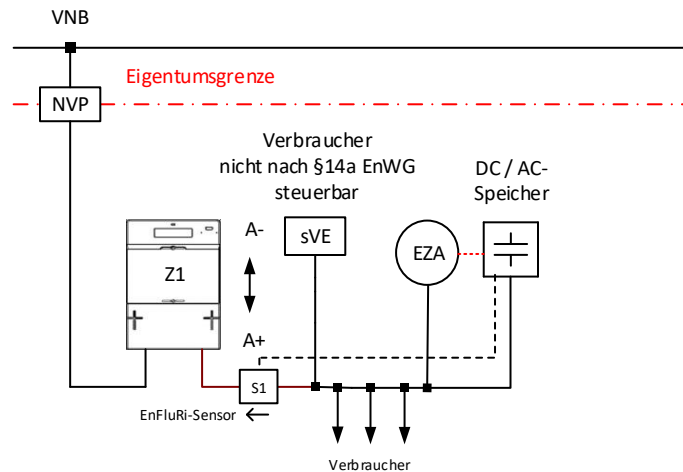 VNB
Eigentumsgrenze
NVP
Verbraucher
nicht nach §14a EnWG
steuerbar
DC / AC-
Speicher
A-
sVE
EZA
Z1
A+
S1
EnFluRi-Sensor
Verbraucher